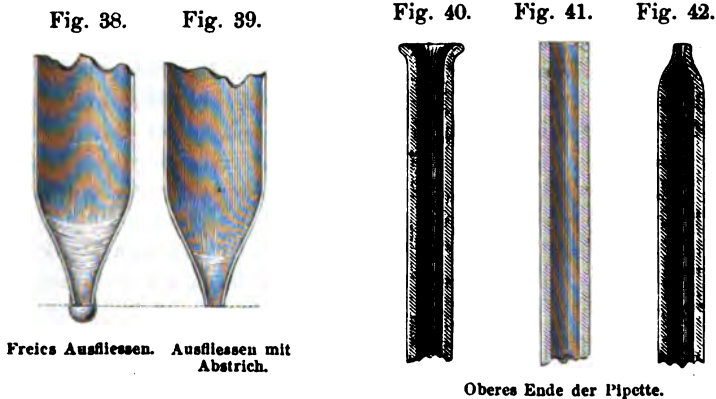 Fig. 38.
Fig. 39.
Freies Ausfliessen.
Ausfliessen mit
Abstrich.
Fig. 40.
Fig. 41.
Fig. 42.
Oberes Ende der Pipette.